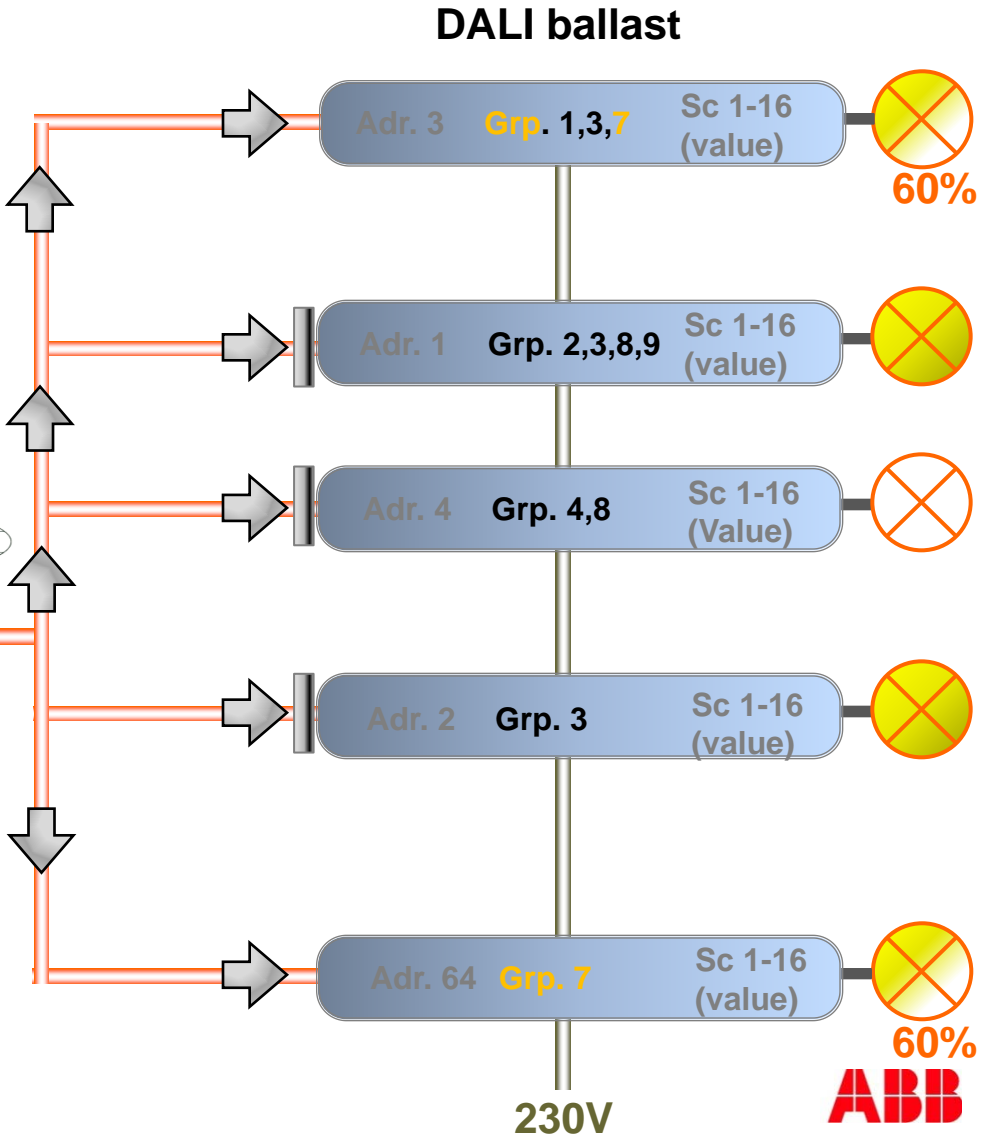 DALI ballast
Adr. 3 Grp. 1,3,7 Sc 1-16
(value)
60%
Adr. 1 Grp. 2,3,8,9 Sc 1-16
(value)
Adr. 4 Grp. 4,8 Sc 1-16
(Value)
Adr. 2 Grp. 3 Sc 1-16
(value)
Adr. 64 Grp. 7 Sc 1-16
(value)
60%
ABB
230V